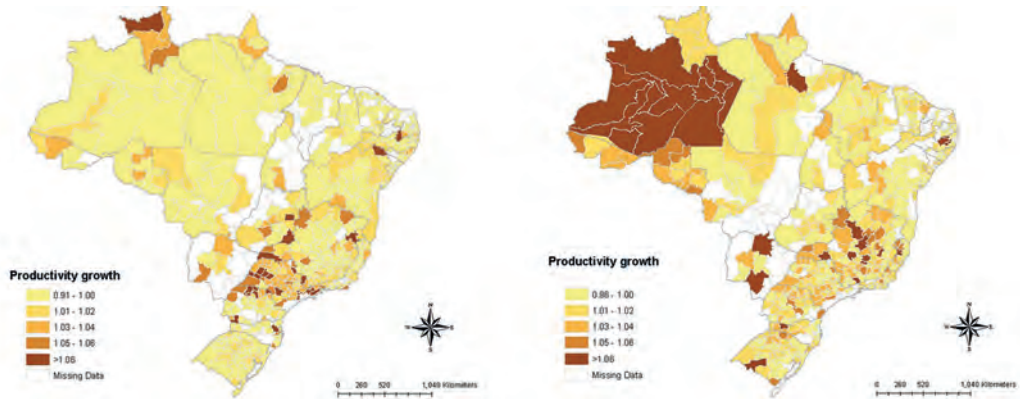 Productivity growth
0.91 - 1.00
1.01 - 1.02
1.03 - 1.04
1.05 - 1.06
>1.06
Missing Data
N
W E
S
0 260 520 1,040 Kilometers
Productivity growth
0.86 - 1.00
1.01 - 1.02
1.03 - 1.04
1.05 - 1.06
>1.06
Missing Data
N
W E
S
0 260 520 1,040 Kilometers